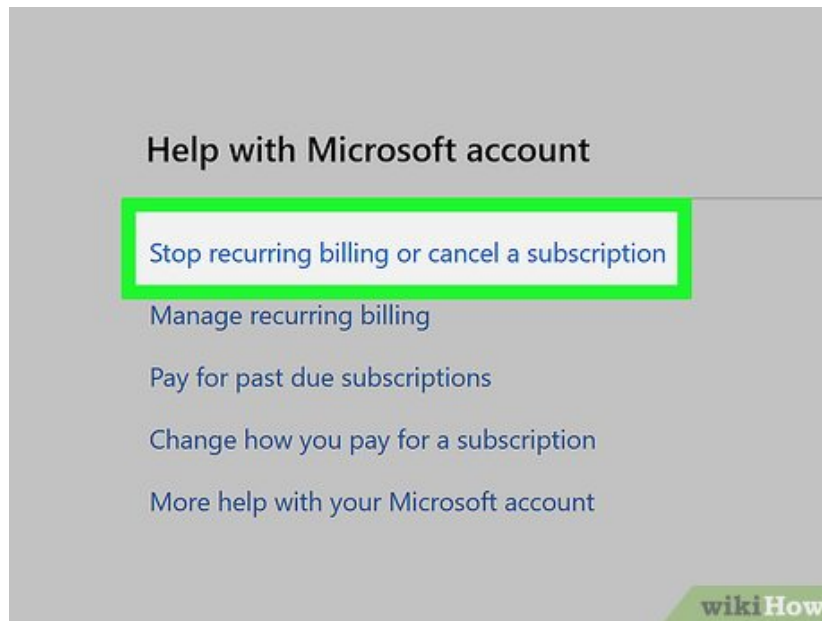 Help with Microsoft account
Stop recurring billing or cancel a subscription
Manage recurring billing
Pay for past due subscriptions
Change how you pay for a subscription
More help with your Microsoft account
wikiHow